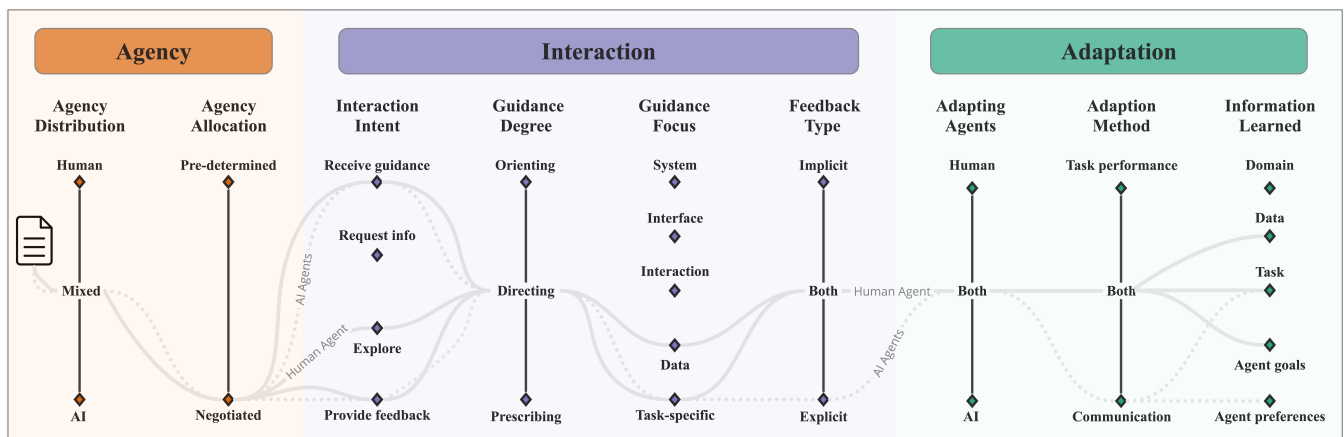 Agency
Interaction
Adaptation
Agency
Distribution
Agency
Allocation
Interaction
Intent
Guidance
Degree
Guidance
Focus
Feedback
Type
Adapting
Agents
Adaption
Method
Information
Learned
Human
Mixed
AI
Pre-determined
Negotiated
AI Agents
Human Agent
Receive guidance
Request info
Explore
Provide feedback
Orienting
Directing
Prescribing
System
Interface
Interaction
Data
Task-specific
Implicit
Both
Explicit
Human Agent
AI Agents
Human
Both
AI
Task performance
Both
Communication
Domain
Data
Task
Agent goals
Agent preferences